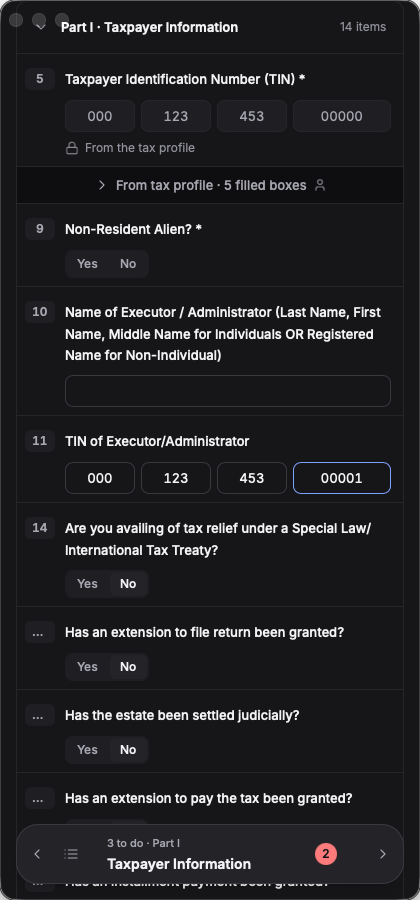 Part I · Taxpayer Information 14 items
5 Taxpayer Identification Number (TIN) *
000 123 453 00000
From the tax profile
From tax profile · 5 filled boxes
9 Non-Resident Alien? *
Yes No
10 Name of Executor / Administrator (Last Name, First
Name, Middle Name for Individuals OR Registered
Name for Non-Individual)
11 TIN of Executor/Administrator
000 123 453 00001
14 Are you availing of tax relief under a Special Law/
International Tax Treaty?
Yes No
... Has an extension to file return been granted?
Yes No
... Has the estate been settled judicially?
Yes No
... Has an extension to pay the tax been granted?
3 to do · Part I
Taxpayer Information 2